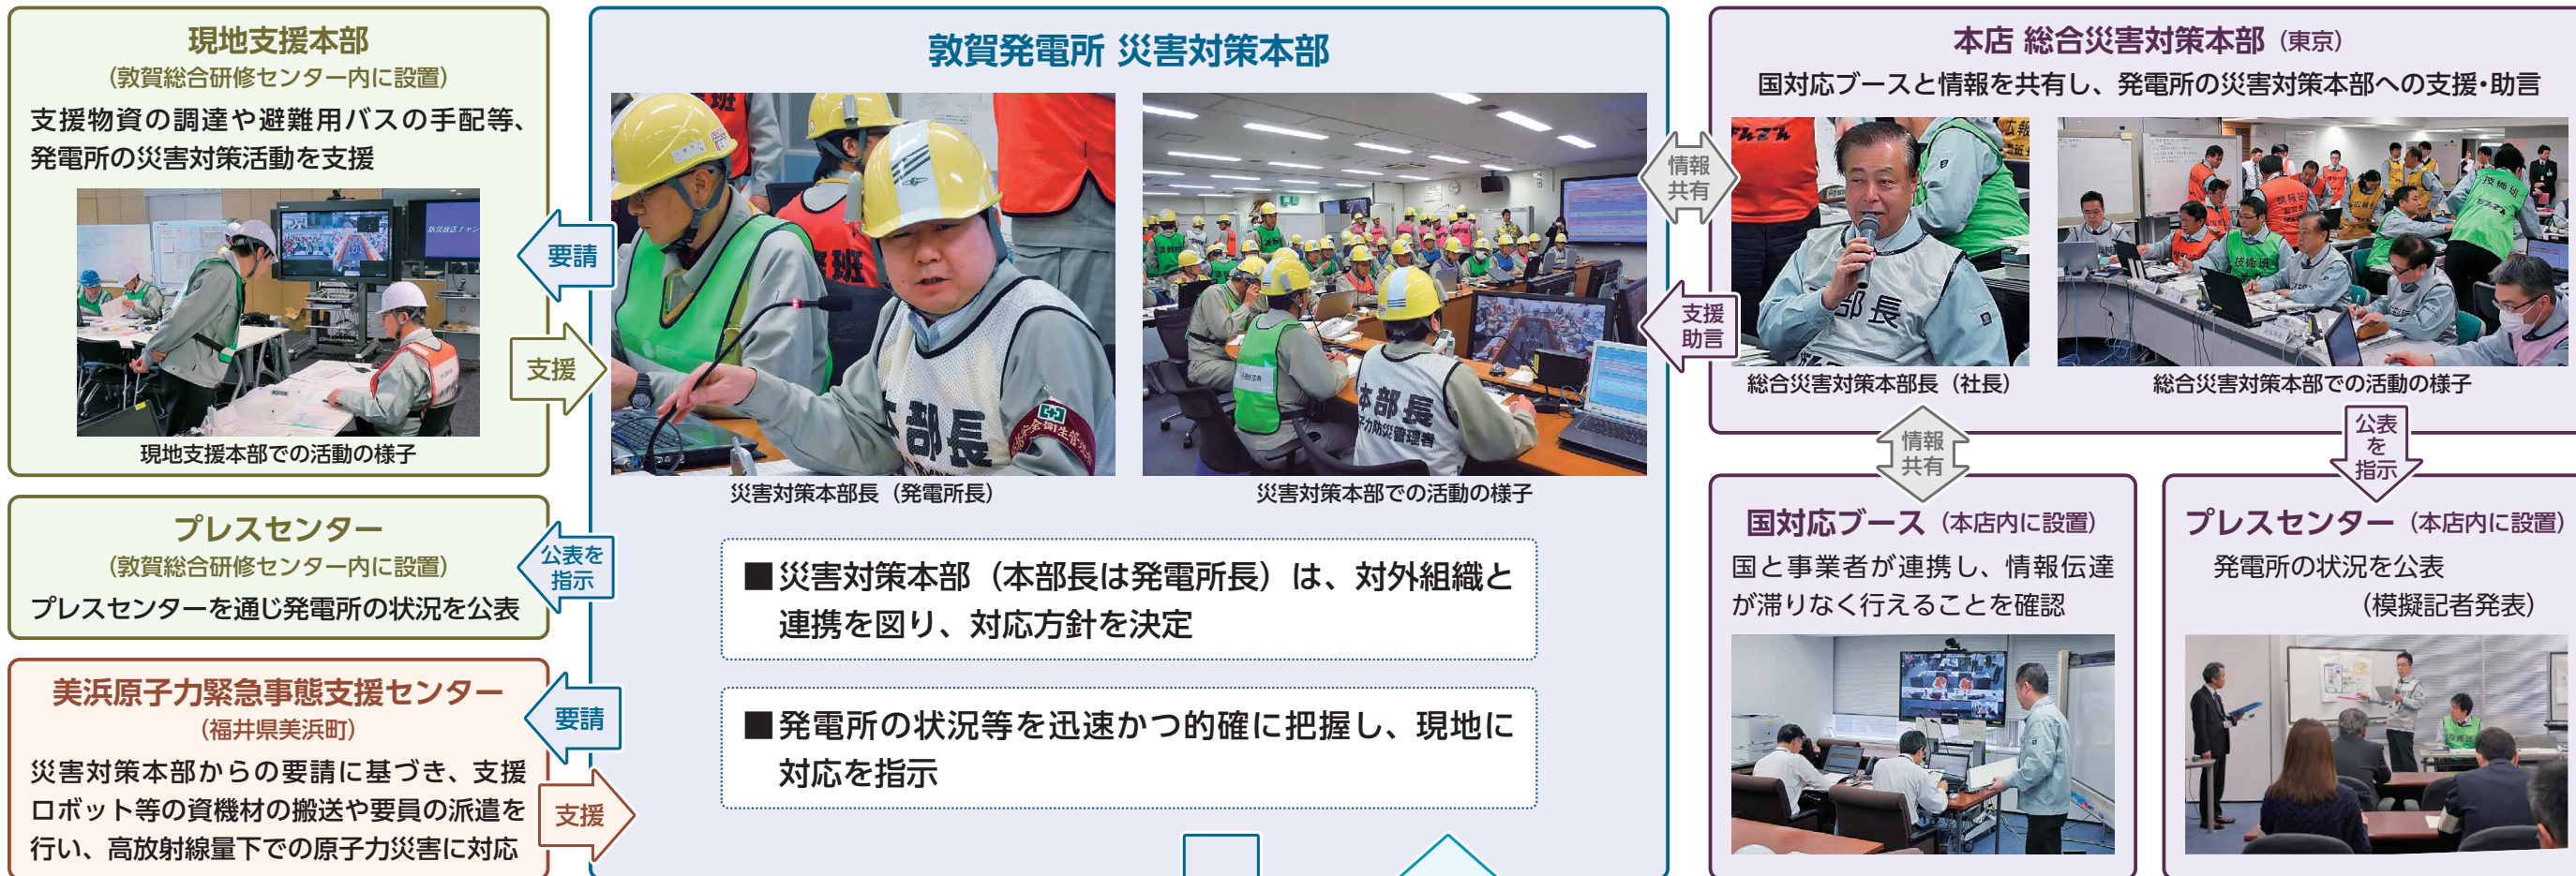 現地支援本部
(敦賀総合研修センター内に設置)
支援物資の調達や避難用バスの手配等、
発電所の災害対策活動を支援
現地支援本部での活動の様子
要請
支援
プレスセンター
(敦賀総合研修センター内に設置)
プレスセンターを通じ発電所の状況を公表
公表を
指示
美浜原子力緊急事態支援センター
(福井県美浜町)
災害対策本部からの要請に基づき、支援
ロボット等の資機材の搬送や要員の派遣を
行い、高放射線量下での原子力災害に対応
要請
支援
敦賀発電所 災害対策本部
本部長
本部長
災害対策本部長(発電所長)
災害対策本部での活動の様子
■災害対策本部(本部長は発電所長)は、対外組織と
連携を図り、対応方針を決定
■発電所の状況等を迅速かつ的確に把握し、現地に
対応を指示
情報
共有
支援
助言
本店 総合災害対策本部(東京)
国対応ブースと情報を共有し、発電所の災害対策本部への支援・助言
部長
技術班
技術班
総合災害対策本部長(社長)
総合災害対策本部での活動の様子
情報
共有
公表
を
指示
国対応ブース(本店内に設置)
国と事業者が連携し、情報伝達
が滞りなく行えることを確認
プレスセンター(本店内に設置)
発電所の状況を公表
(模擬記者発表)